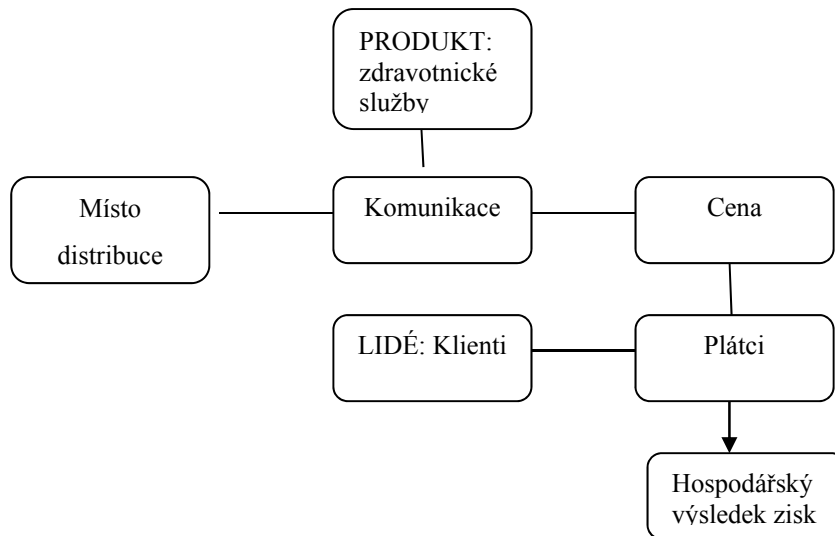 PRODUKT:
zdravotnické
služby
Místo
distribuce
Komunikace
Cena
LIDÉ: Klienti
Plátci
Hospodářský
výsledek zisk